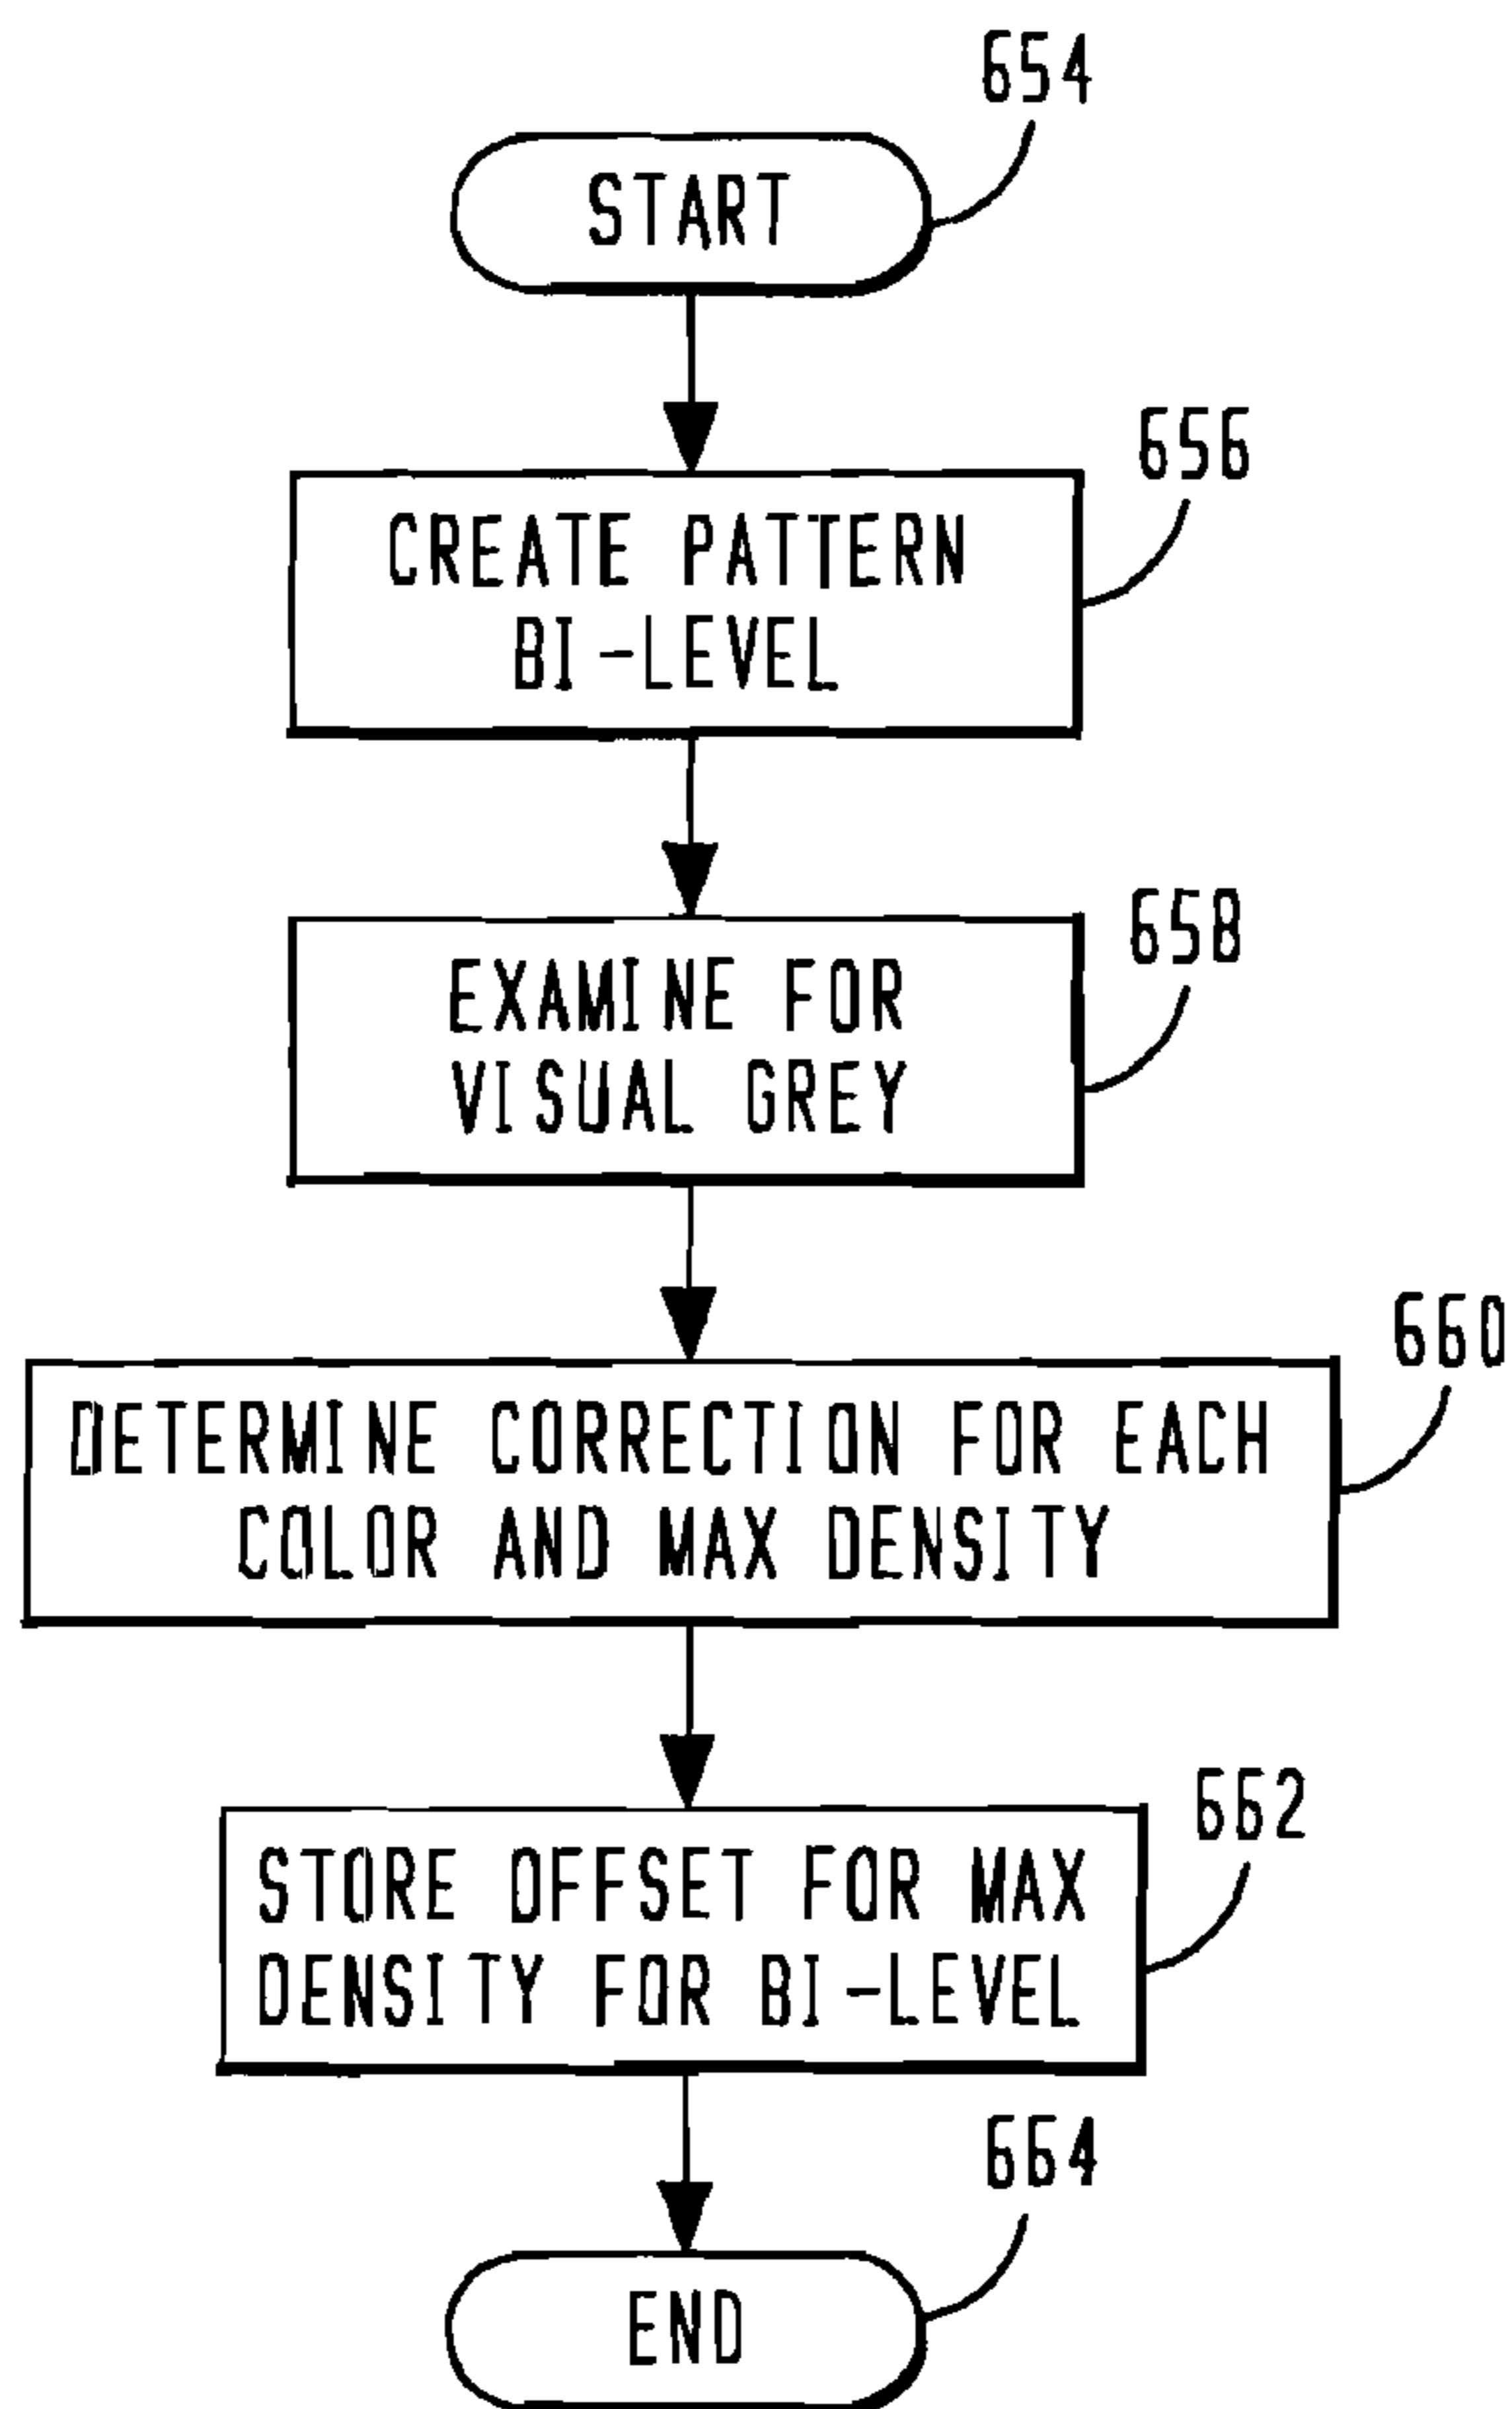 654
START
656
CREATE PATTERN
BI-LEVEL
658
EXAMINE FOR
VISUAL GREY
660
DETERMINE CORRECTION FOR EACH
COLOR AND MAX DENSITY
662
STORE OFFSET FOR MAX
DENSITY FOR BI-LEVEL
664
END